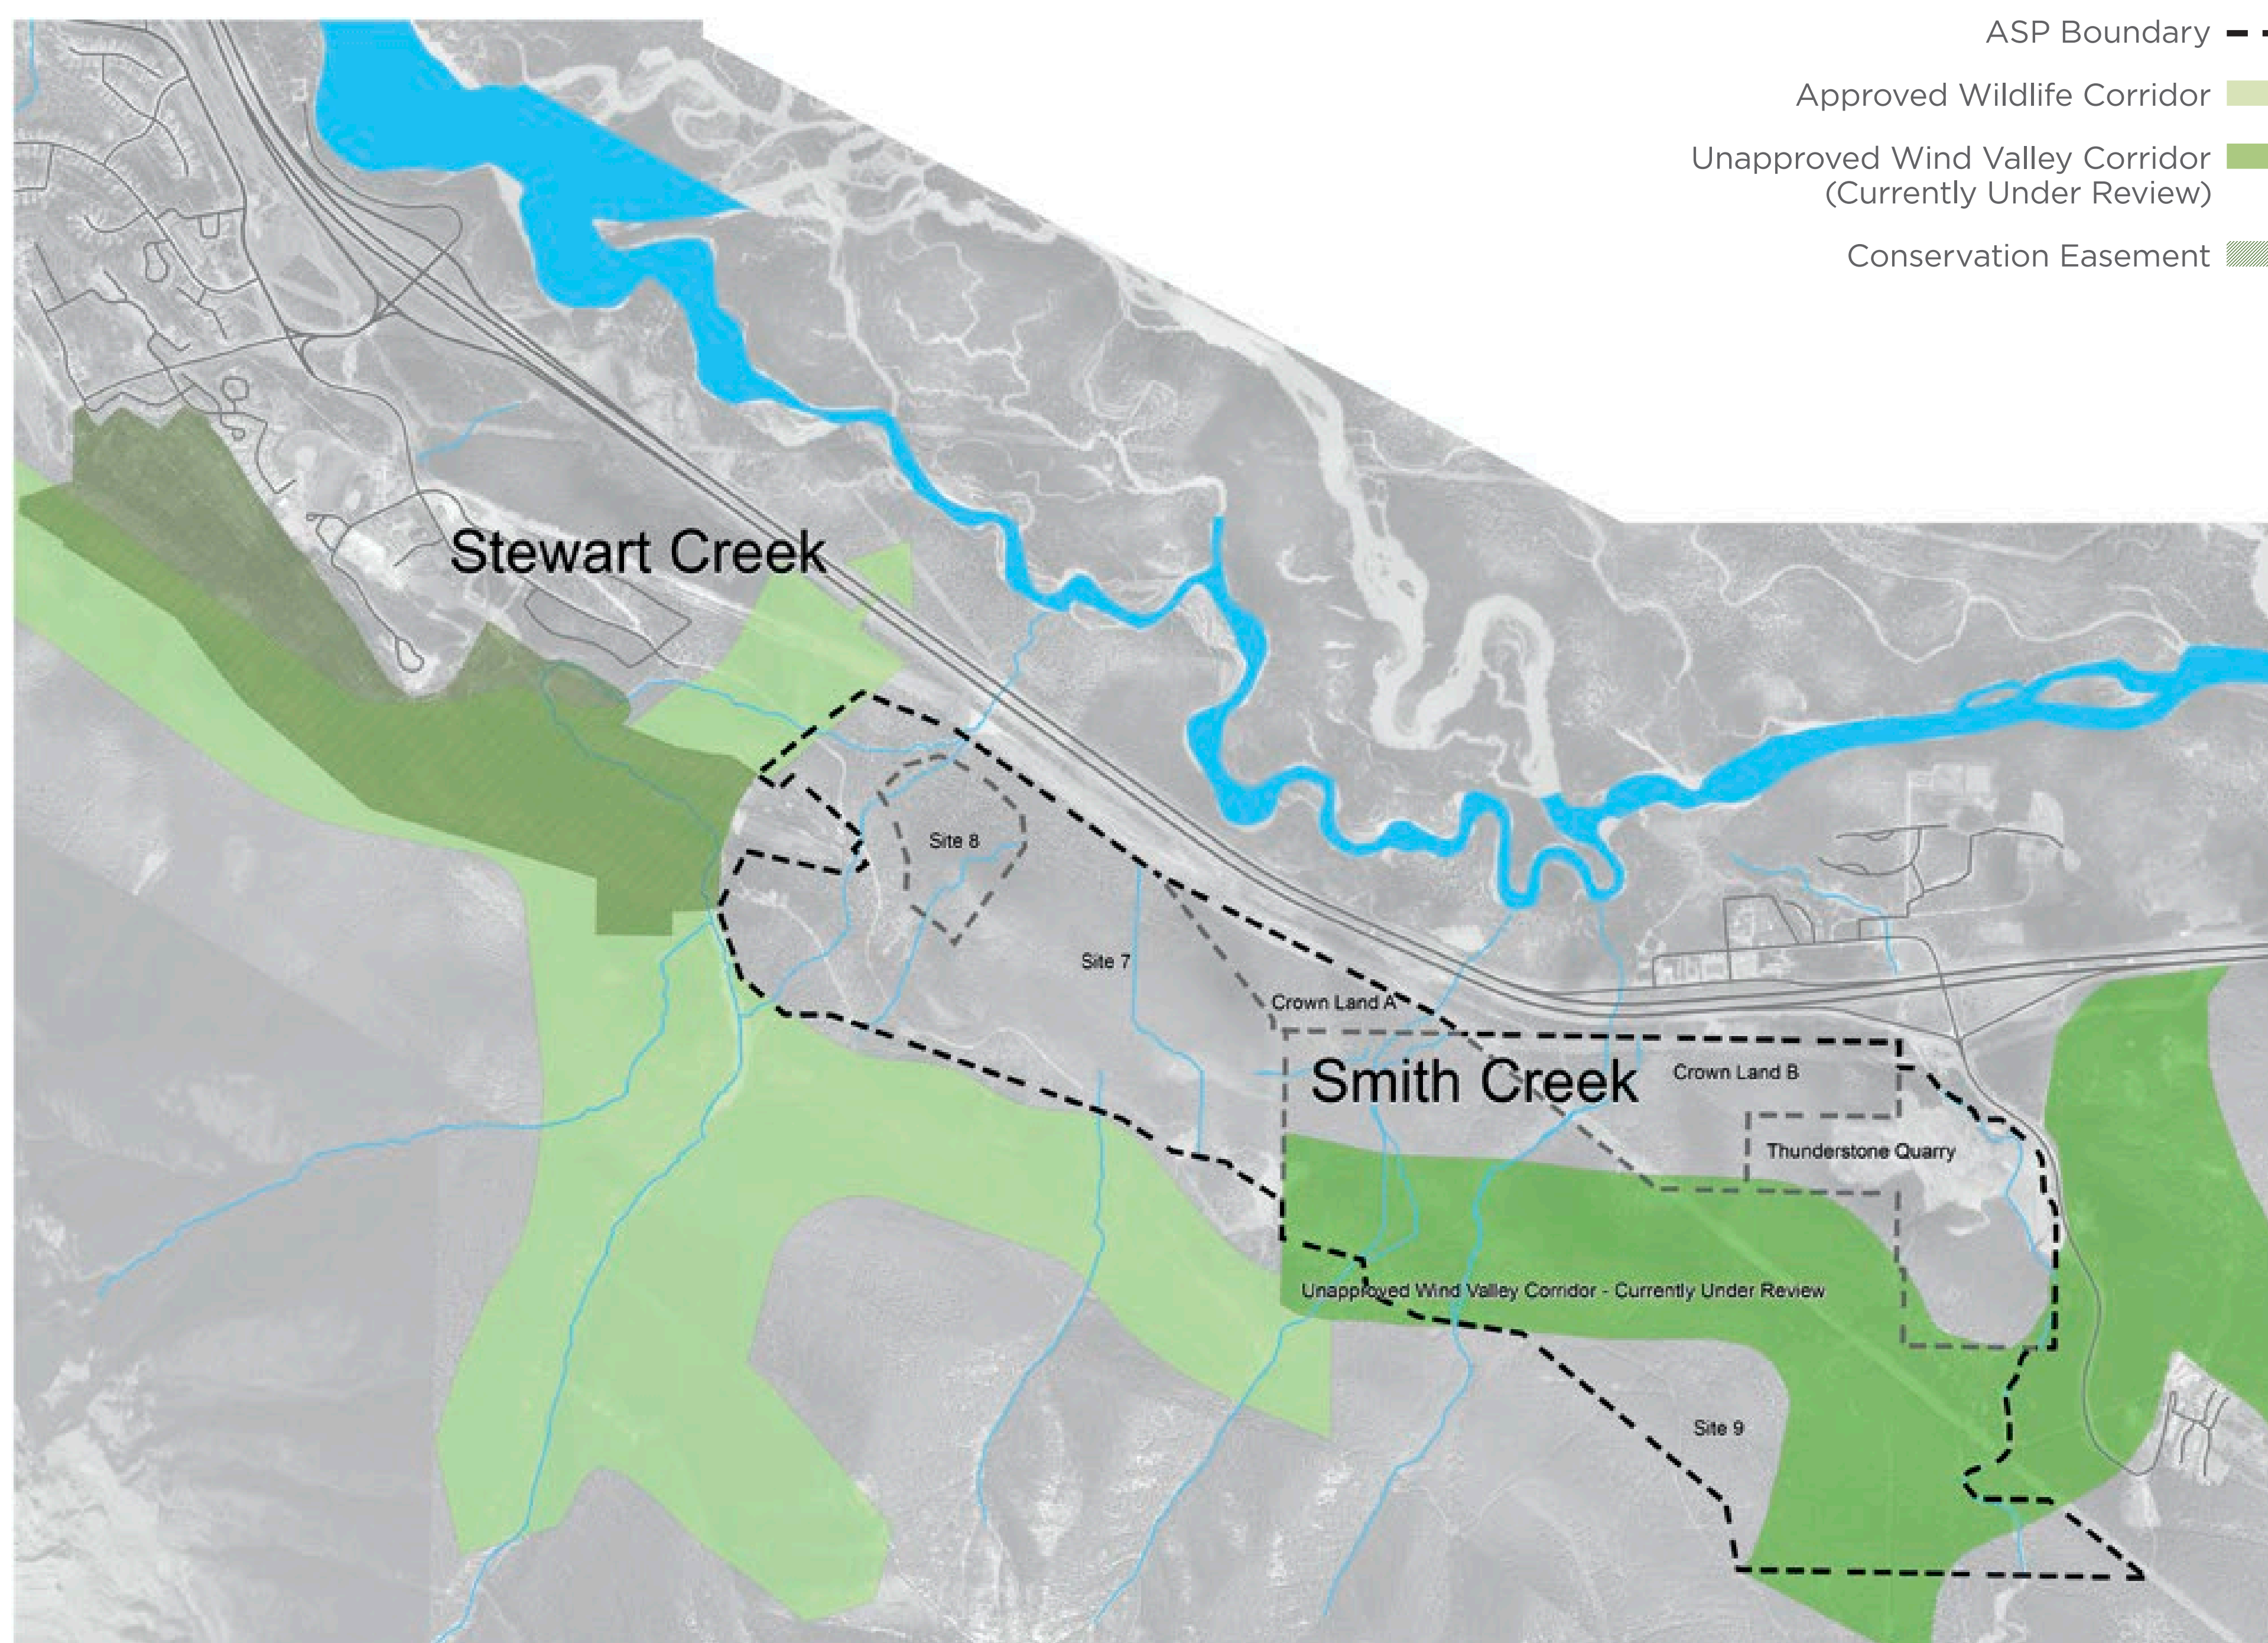 ASP Boundary
Approved Wildlife Corridor
Unapproved Wind Valley Corridor
(Currently Under Review)
Conservation Easement
Stewart Creek
Site 8
Site 7
Crown Land A
Smith Creek
Crown Land B
Thunderstone Quarry
Unapproved Wind Valley Corridor - Currently Under Review
Site 9